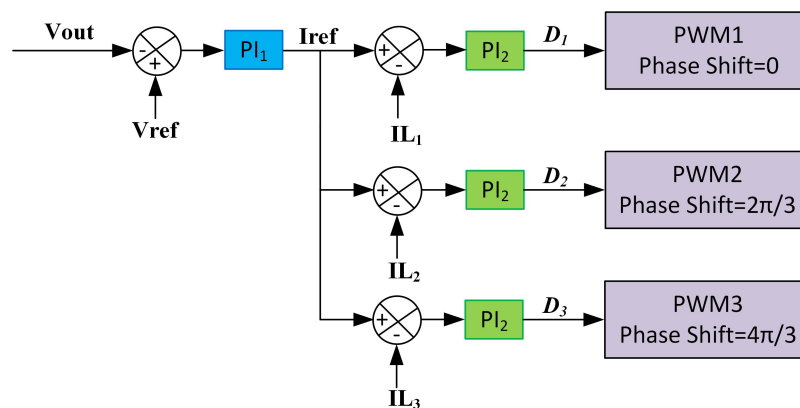 Vout
-
+
Vref
PI₁
Iref
+
-
IL₁
PI₂
D₁
PWM1
Phase Shift=0
+
-
IL₂
PI₂
D₂
PWM2
Phase Shift=2π/3
+
-
IL₃
PI₂
D₃
PWM3
Phase Shift=4π/3